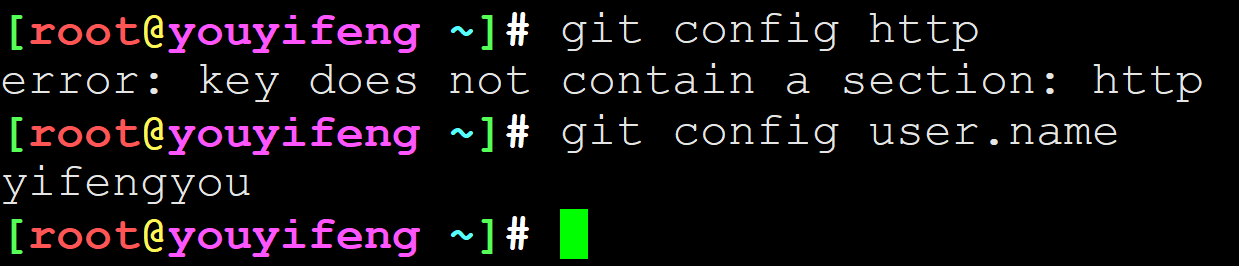 [root@youyifeng ~]# git config http
error: key does not contain a section: http
[root@youyifeng ~]# git config user.name
yifengyou
[root@youyifeng ~]#